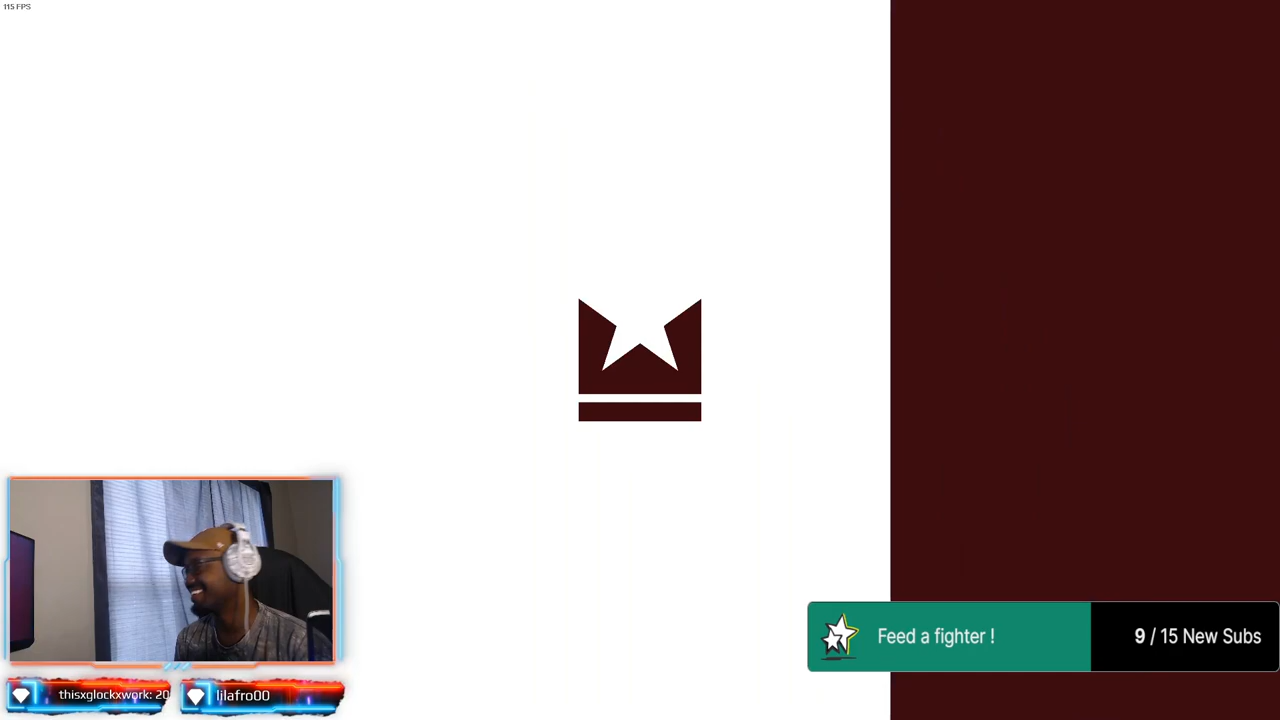 115 FPS
Feed a fighter !
9 / 15 New Subs
thisxglockxwork: 20
lilafro00